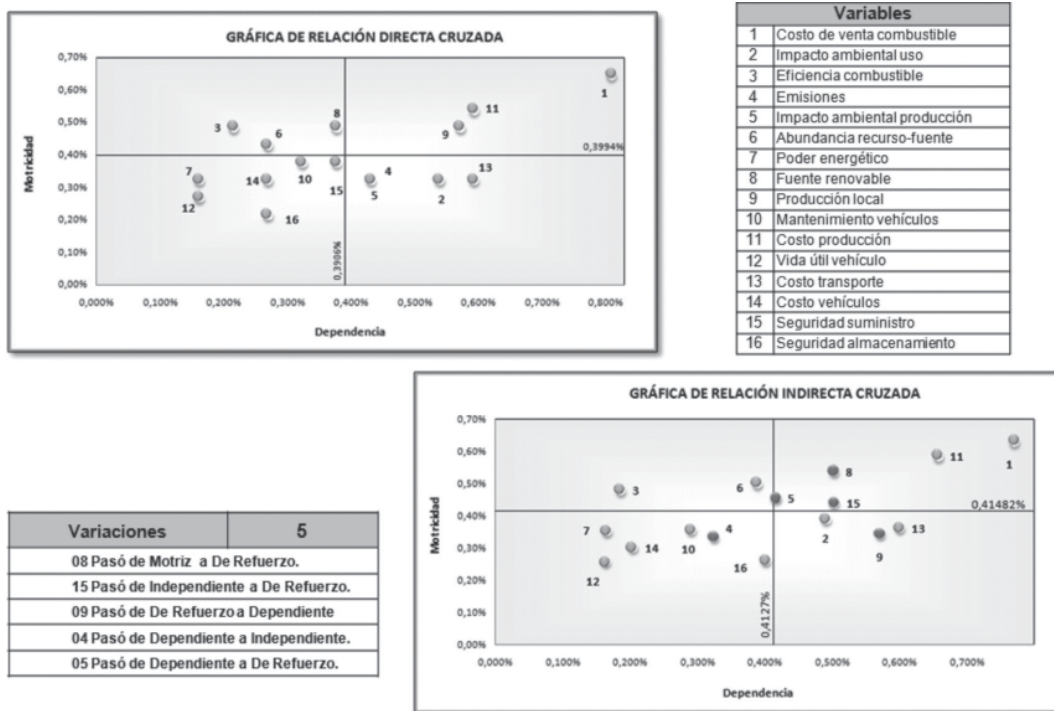 GRÁFICA DE RELACIÓN DIRECTA CRUZADA
Motricidad
0,70%
0,60%
0,50%
0,40%
0,30%
0,20%
0,10%
0,00%
1
11
9
8
3
6
0,3994%
7
14
10
15
4
5
2
13
12
16
0,3906%
0,000% 0,100% 0,200% 0,300% 0,400% 0,500% 0,600% 0,700% 0,800%
Dependencia
Variables
1 Costo de venta combustible
2 Impacto ambiental uso
3 Eficiencia combustible
4 Emisiones
5 Impacto ambiental producción
6 Abundancia recurso-fuente
7 Poder energético
8 Fuente renovable
9 Producción local
10 Mantenimiento vehículos
11 Costo producción
12 Vida útil vehículo
13 Costo transporte
14 Costo vehículos
15 Seguridad suministro
16 Seguridad almacenamiento
GRÁFICA DE RELACIÓN INDIRECTA CRUZADA
Motricidad
0,70%
0,60%
0,50%
0,40%
0,30%
0,20%
0,10%
0,00%
1
11
8
6
3
5
15
0,41482%
7
10
4
2
13
14
9
12
16
0,4127%
0,000% 0,100% 0,200% 0,300% 0,400% 0,500% 0,600% 0,700%
Dependencia
Variaciones 5
08 Pasó de Motriz a De Refuerzo.
15 Pasó de Independiente a De Refuerzo.
09 Pasó de De Refuerzo a Dependiente
04 Pasó de Dependiente a Independiente.
05 Pasó de Dependiente a De Refuerzo.